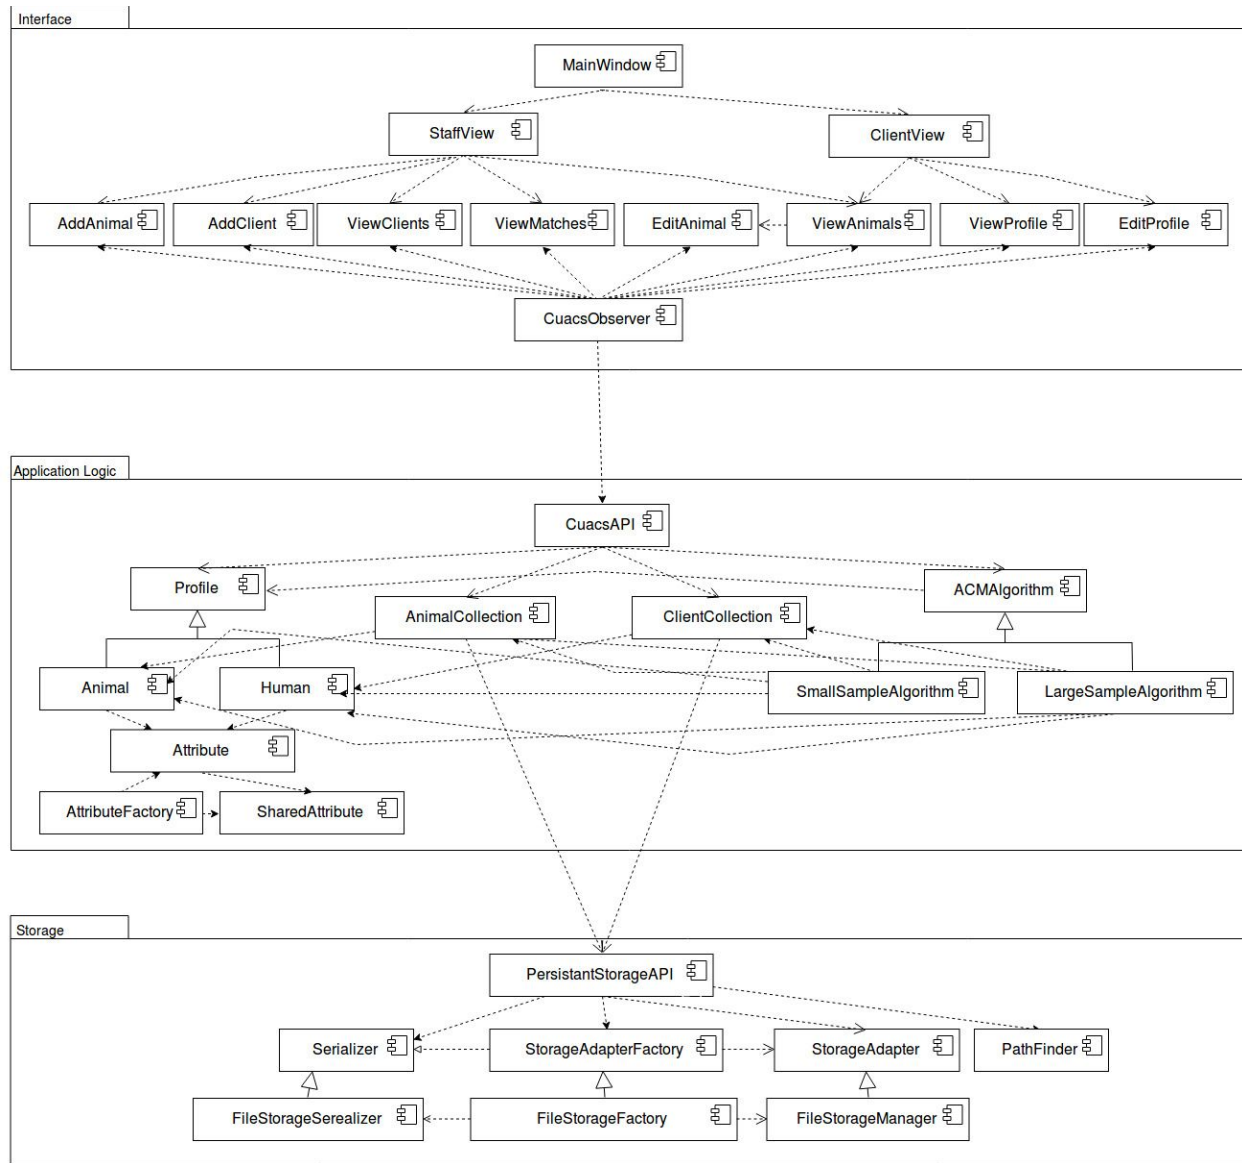 Interface
MainWindow
StaffView
ClientView
AddAnimal
AddClient
ViewClients
ViewMatches
EditAnimal
ViewAnimals
ViewProfile
EditProfile
CuacsObserver
Application Logic
CuacsAPI
Profile
ACMAlgorithm
AnimalCollection
ClientCollection
Animal
Human
SmallSampleAlgorithm
LargeSampleAlgorithm
Attribute
AttributeFactory
SharedAttribute
Storage
PersistantStorageAPI
Serializer
StorageAdapterFactory
StorageAdapter
PathFinder
FileStorageSerealizer
FileStorageFactory
FileStorageManager